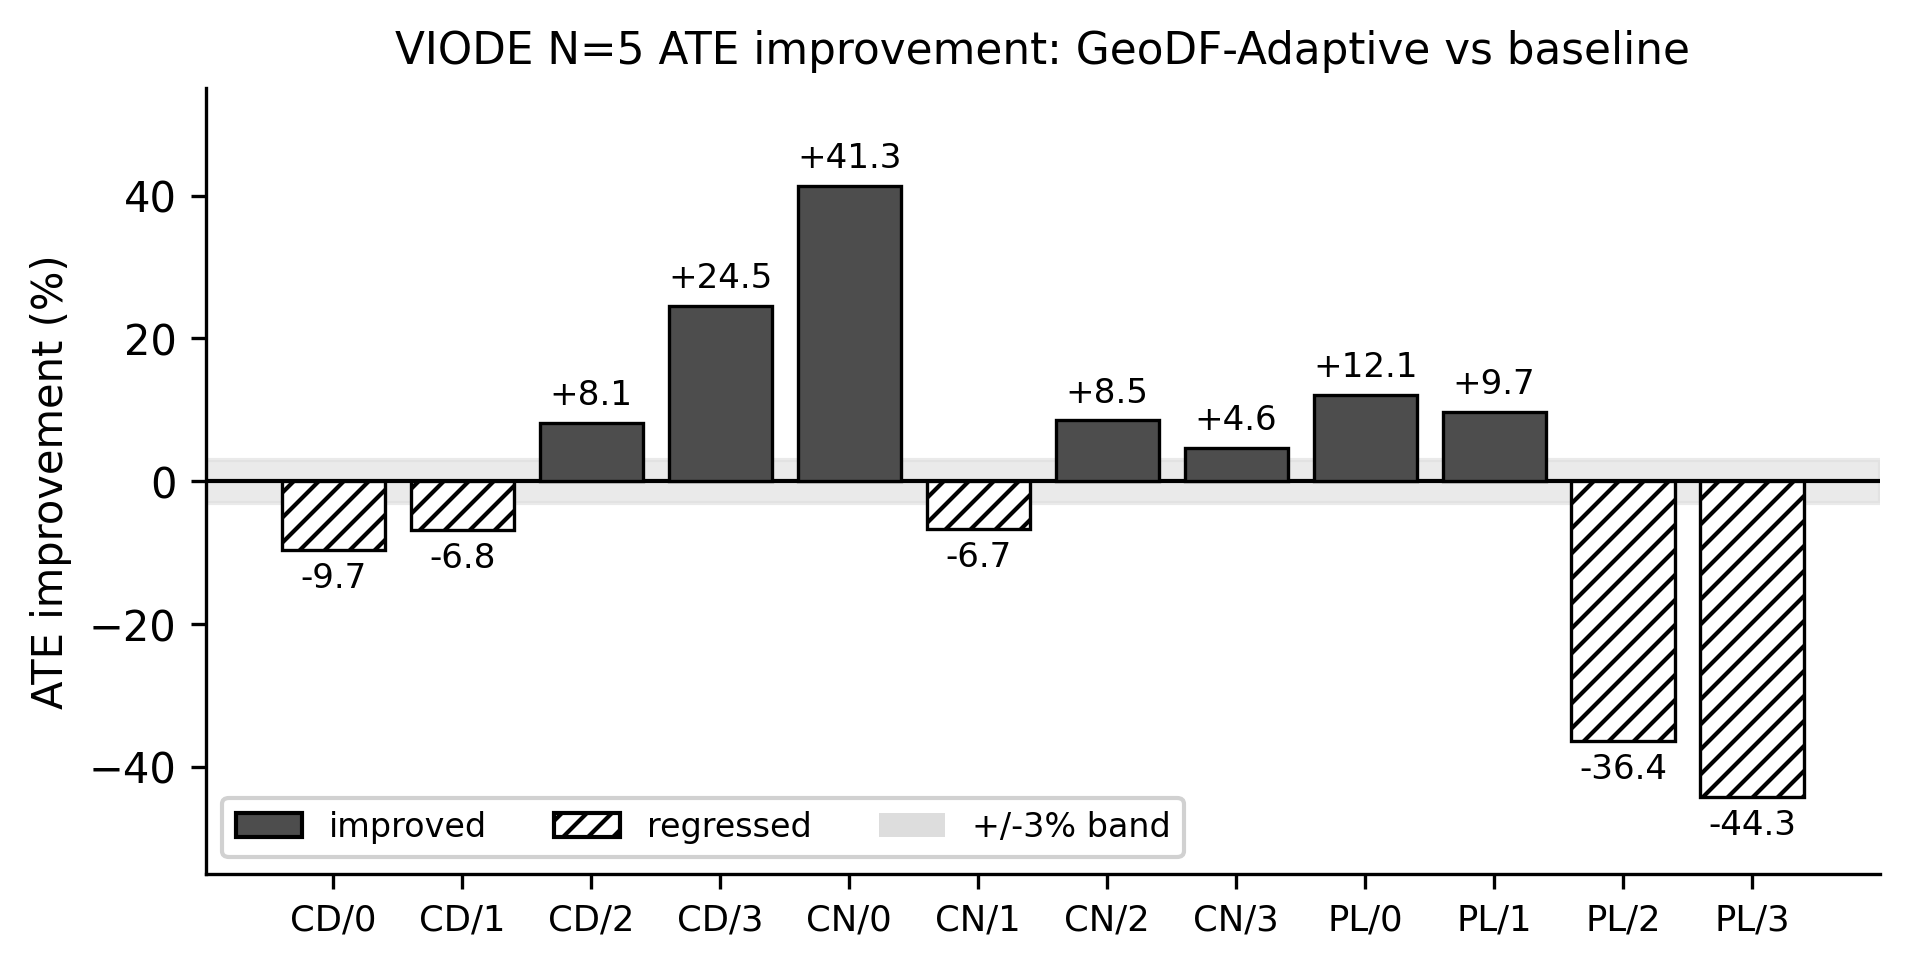 VIODE N=5 ATE improvement: GeoDF-Adaptive vs baseline
ATE improvement (%)
40
20
0
−20
−40
-9.7
-6.8
+8.1
+24.5
+41.3
-6.7
+8.5
+4.6
+12.1
+9.7
-36.4
-44.3
improved
regressed
+/-3% band
CD/0 CD/1 CD/2 CD/3 CN/0 CN/1 CN/2 CN/3 PL/0 PL/1 PL/2 PL/3